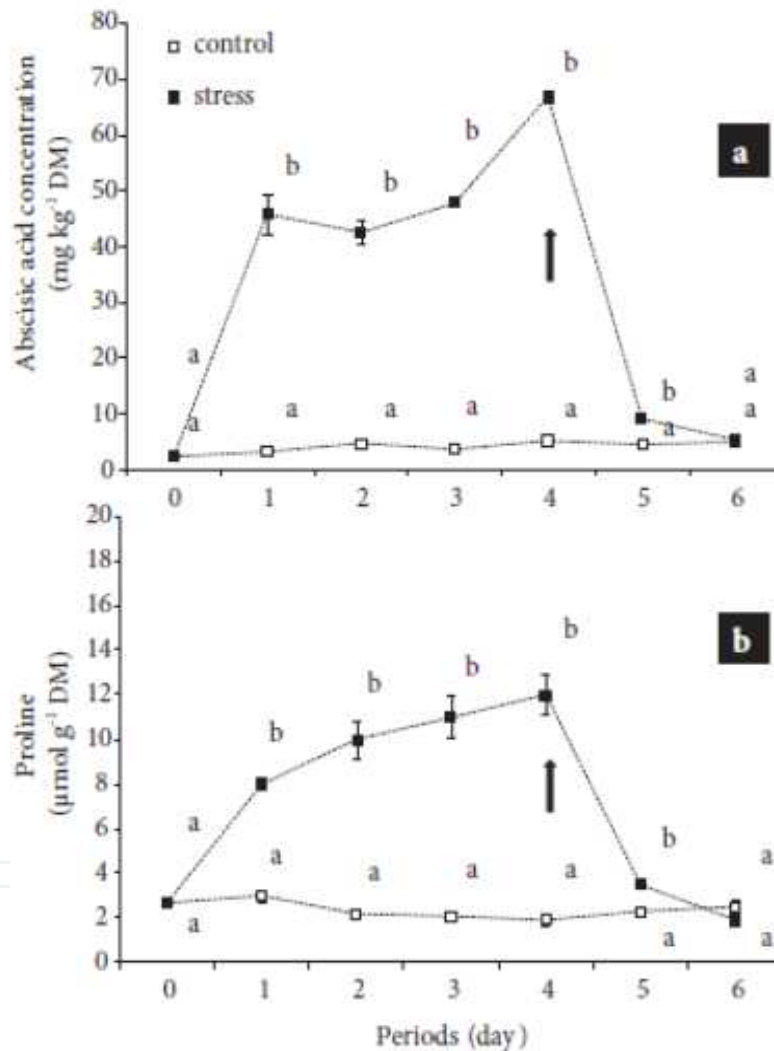 80
control
b
70
stress
b
60
b
b
a
50
40
30
20
a
a
b
10
a
a
a
a
a
a
a
a
0
Abscisic acid concentration
(mg kg⁻¹ DM)
0 1 2 3 4 5 6
20
18
16
b
b
14
b
b
12
b
10
8
a
6
b
a
a
4
a
a
a
2
a
a
a
0
Proline
(µmol g⁻¹ DM)
0 1 2 3 4 5 6
Periods (day)